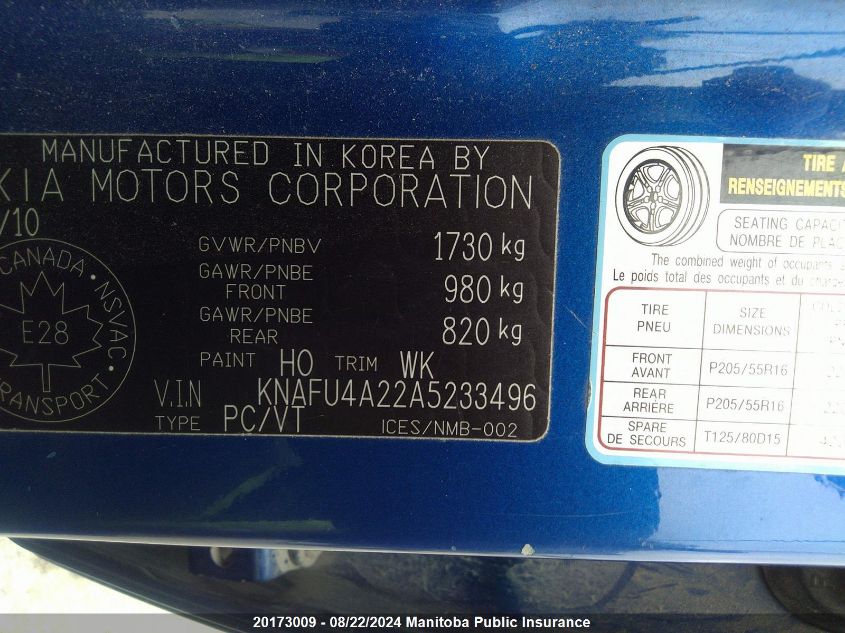 MANUFACTURED IN KOREA BY
KIA MOTORS CORPORATION
/10
GVWR/PNBV 1730 kg
GAWR/PNBE
FRONT 980 kg
GAWR/PNBE
REAR 820 kg
PAINT HO TRIM WK
V.I.N KNAFU4A22A5233496
TYPE PC/VT ICES/NMB-002
CANADA • NSVAC •
TRANSPORT
E28
TIRE
RENSEIGNEMENTS
SEATING CAPACIT
NOMBRE DE PLAC
The combined weight of occupants
Le poids total des occupants et du
TIRE
PNEU
SIZE
DIMENSIONS
FRONT
AVANT P205/55R16
REAR
ARRIÈRE P205/55R16
SPARE
DE SECOURS T125/80D15
20173009 - 08/22/2024 Manitoba Public Insurance